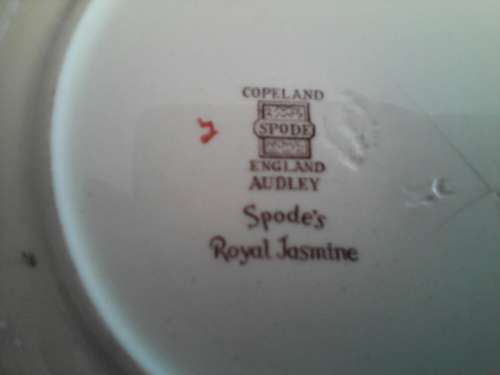 COPELAND
SPODE
ENGLAND
AUDLEY
Spode's
Royal Jasmine